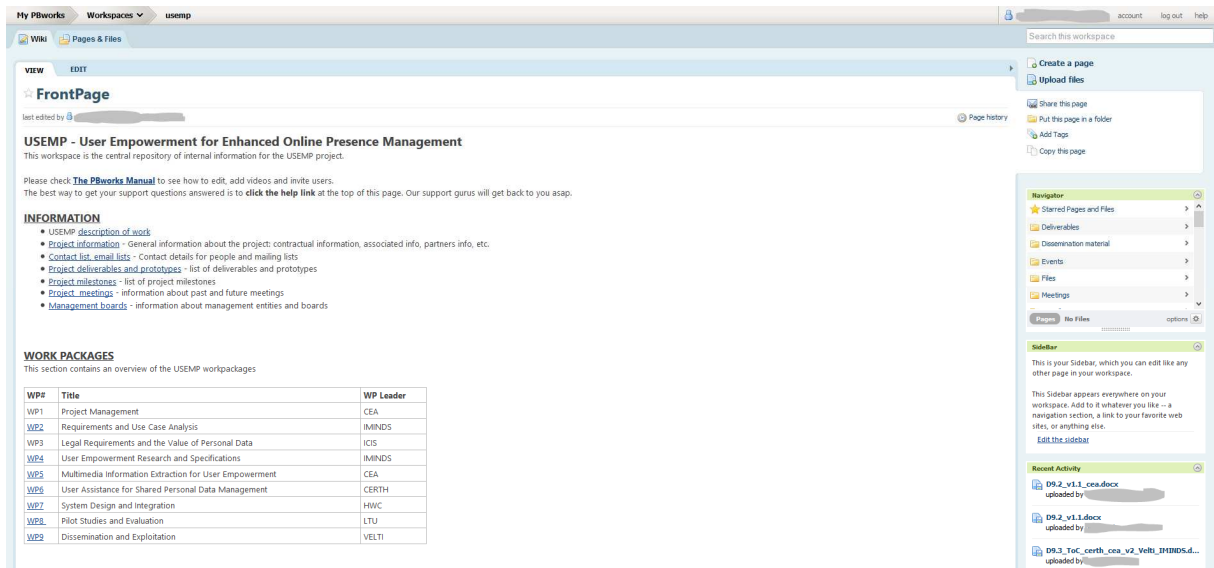 My PBworks Workspaces usemp account log out help
Wiki Pages & Files Search this workspace
VIEW EDIT
FrontPage
last edited by Page history
USEMP - User Empowerment for Enhanced Online Presence Management
This workspace is the central repository of internal information for the USEMP project.
Please check The PBworks Manual to see how to edit, add videos and invite users.
The best way to get your support questions answered is to click the help link at the top of this page. Our support gurus will get back to you asap.
INFORMATION
• USEMP description of work
• Project information - General information about the project: contractual information, associated info, partners info, etc.
• Contact list, email lists - Contact details for people and mailing lists
• Project deliverables and prototypes - list of deliverables and prototypes
• Project milestones - list of project milestones
• Project meetings - information about past and future meetings
• Management boards - information about management entities and boards
WORK PACKAGES
This section contains an overview of the USEMP workpackages
WP# Title WP Leader
WP1 Project Management CEA
WP2 Requirements and Use Case Analysis IMINDS
WP3 Legal Requirements and the Value of Personal Data ICIS
WP4 User Empowerment Research and Specifications IMINDS
WP5 Multimedia Information Extraction for User Empowerment CEA
WP6 User Assistance for Shared Personal Data Management CERTH
WP7 System Design and Integration HWC
WP8 Pilot Studies and Evaluation LTU
WP9 Dissemination and Exploitation VELTI
Create a page
Upload files
Share this page
Put this page in a folder
Add Tags
Copy this page
Navigator
Starred Pages and Files
Deliverables
Dissemination material
Events
Files
Meetings
Pages No Files options
SideBar
This is your Sidebar, which you can edit like any
other page in your workspace.
This Sidebar appears everywhere on your
workspace. Add to it whatever you like -- a
navigation section, a link to your favorite web
sites, or anything else.
Edit the sidebar
Recent Activity
D9.2_v1.1_cea.docx
uploaded by
D9.2_v1.1.docx
uploaded by
D9.3_ToC_certh_cea_v2_Velti_IMINDS.d...
uploaded by